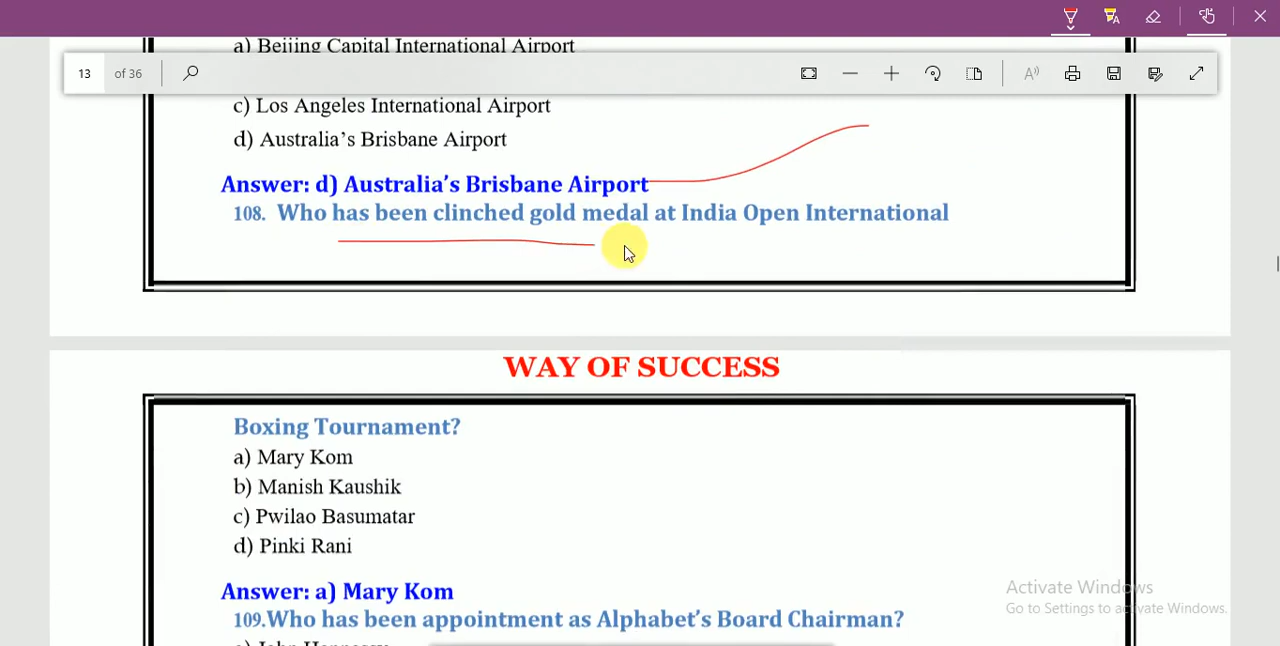 a) Beijing Capital International Airport
13 of 36
c) Los Angeles International Airport
d) Australia’s Brisbane Airport
Answer: d) Australia’s Brisbane Airport
108. Who has been clinched gold medal at India Open International
WAY OF SUCCESS
Boxing Tournament?
a) Mary Kom
b) Manish Kaushik
c) Pwilao Basumatar
d) Pinki Rani
Answer: a) Mary Kom
109.Who has been appointment as Alphabet’s Board Chairman?
Activate Windows
Go to Settings to activate Windows.